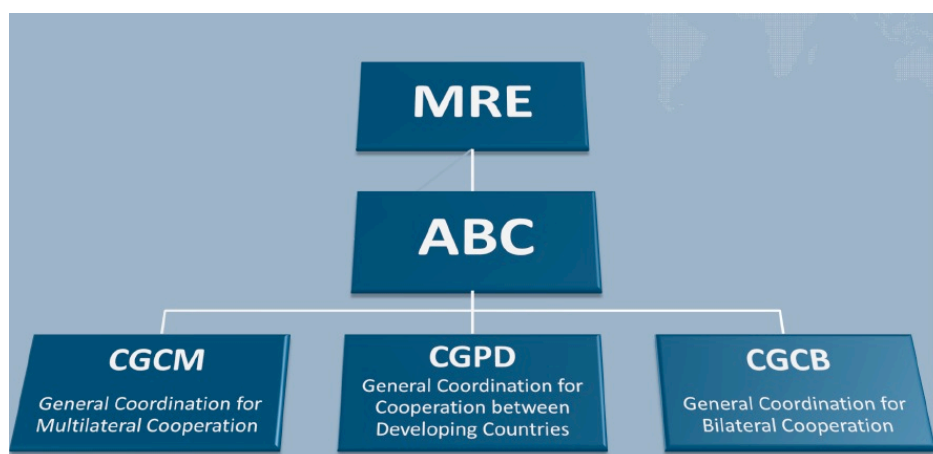 MRE
ABC
CGCM
General Coordination for
Multilateral Cooperation
CGPD
General Coordination for
Cooperation between
Developing Countries
CGCB
General Coordination for
Bilateral Cooperation